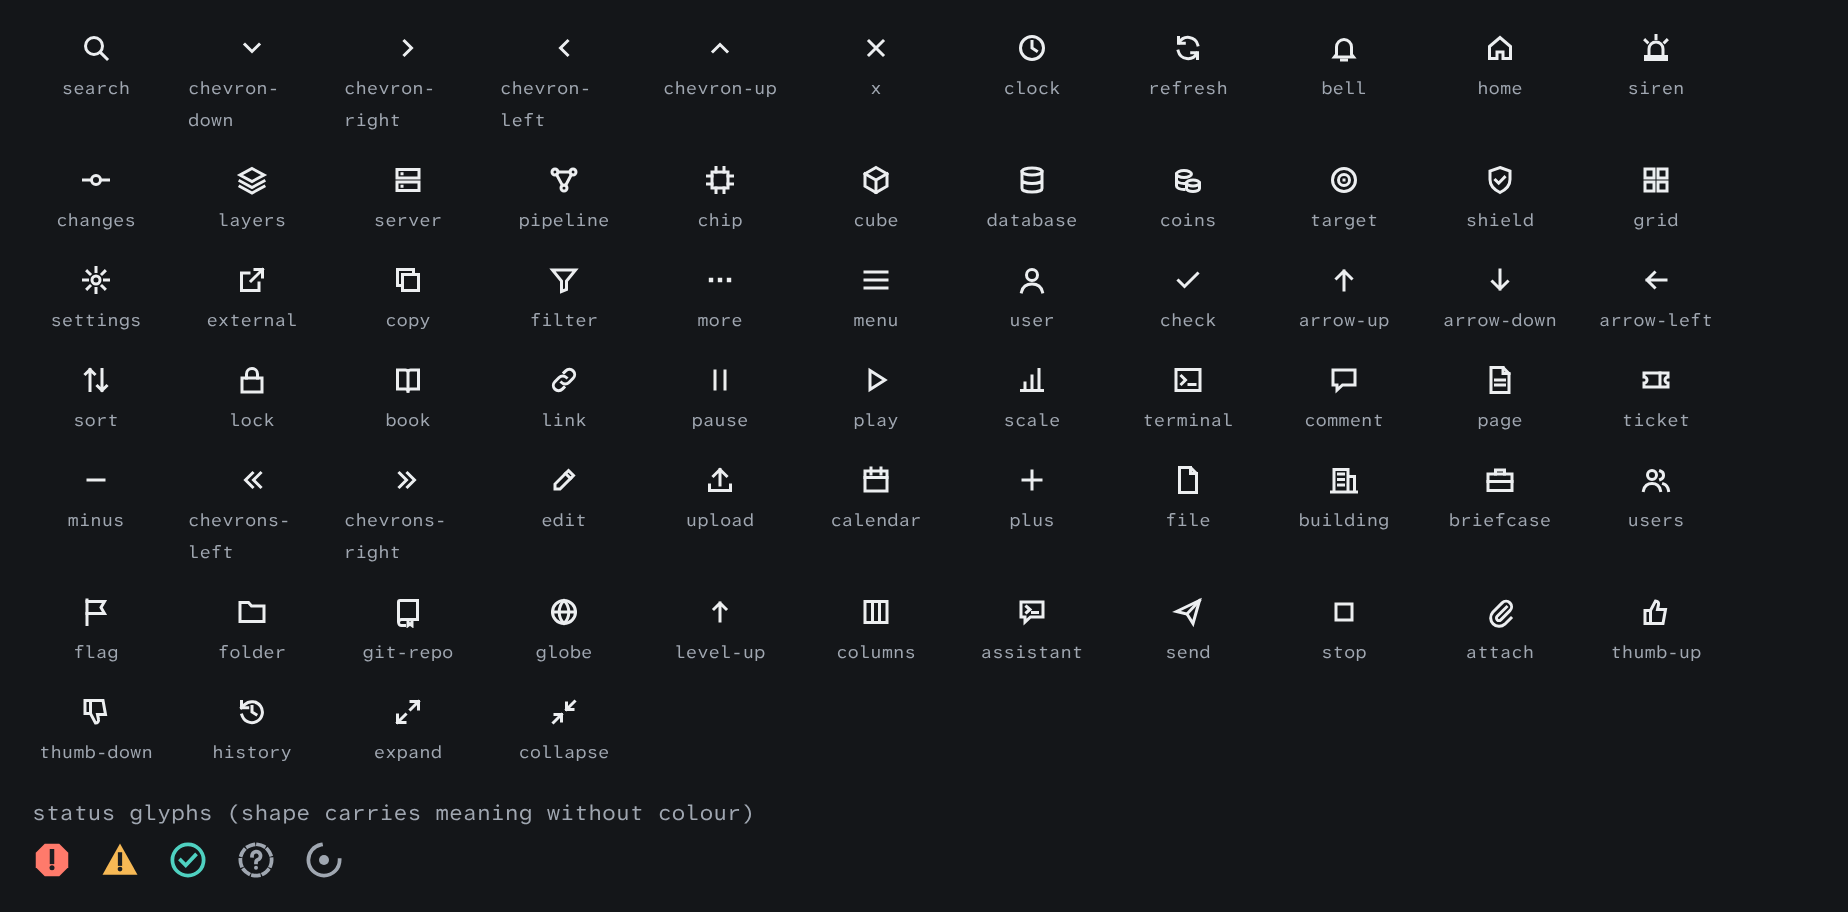 search chevron- chevron- chevron- chevron-up x clock refresh bell home siren
down right left
changes layers server pipeline chip cube database coins target shield grid
settings external copy filter more menu user check arrow-up arrow-down arrow-left
sort lock book link pause play scale terminal comment page ticket
minus chevrons- chevrons- edit upload calendar plus file building briefcase users
left right
flag folder git-repo globe level-up columns assistant send stop attach thumb-up
thumb-down history expand collapse
status glyphs (shape carries meaning without colour)